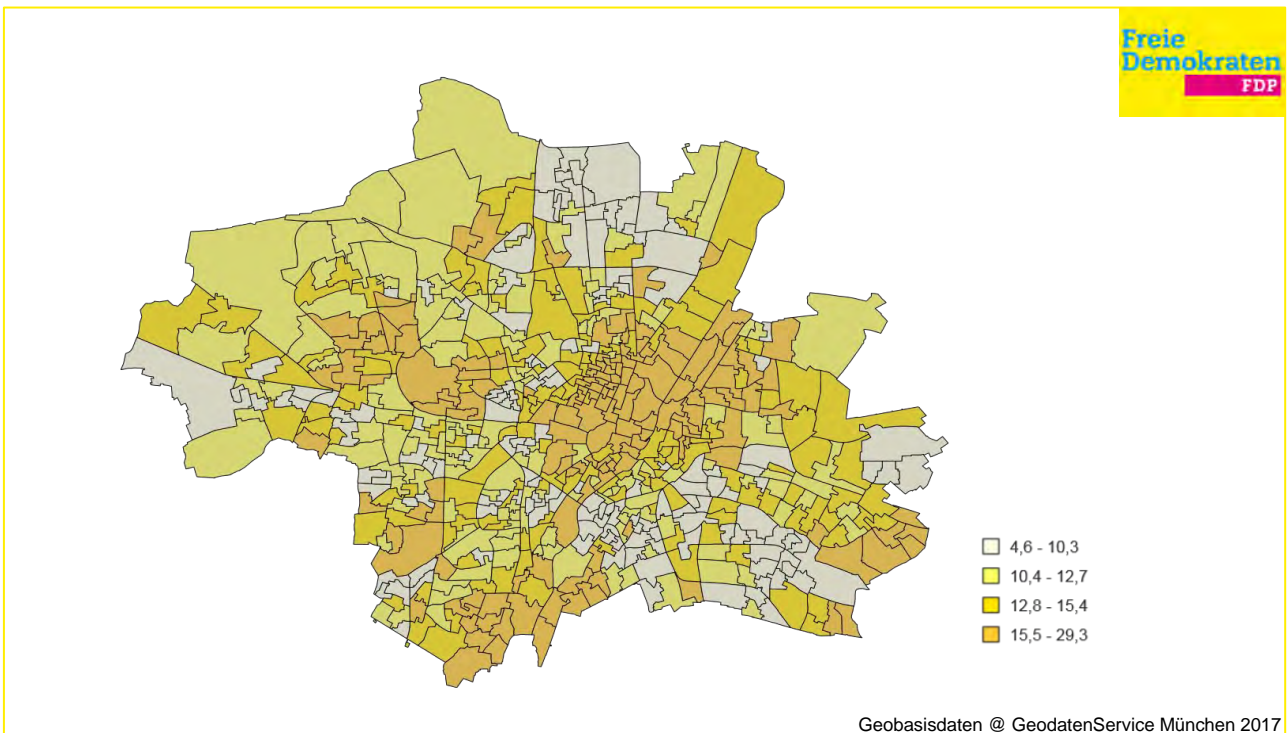 Freie
Demokraten
FDP
4,6 - 10,3
10,4 - 12,7
12,8 - 15,4
15,5 - 29,3
Geobasisdaten @ GeodatenService München 2017